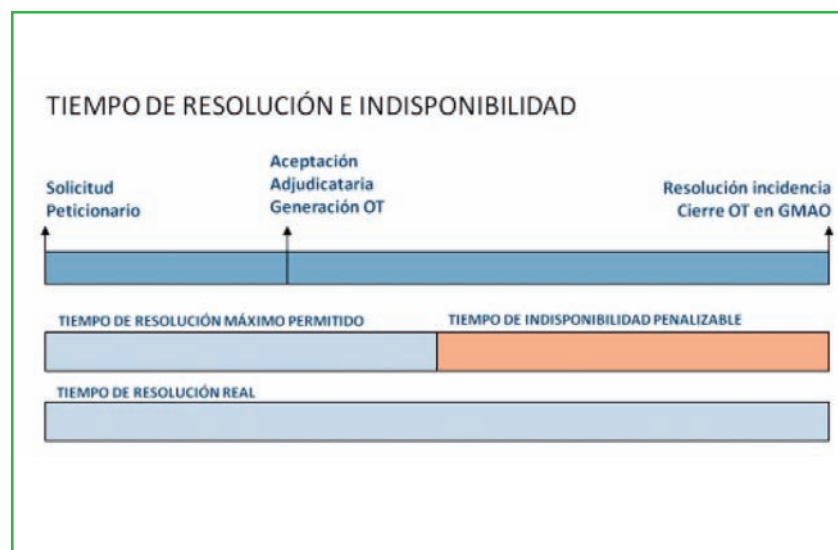 TIEMPO DE RESOLUCIÓN E INDISPONIBILIDAD
Solicitud
Peticionario
Aceptación
Adjudicataria
Generación OT
Resolución incidencia
Cierre OT en GMAO
TIEMPO DE RESOLUCIÓN MÁXIMO PERMITIDO
TIEMPO DE INDISPONIBILIDAD PENALIZABLE
TIEMPO DE RESOLUCIÓN REAL